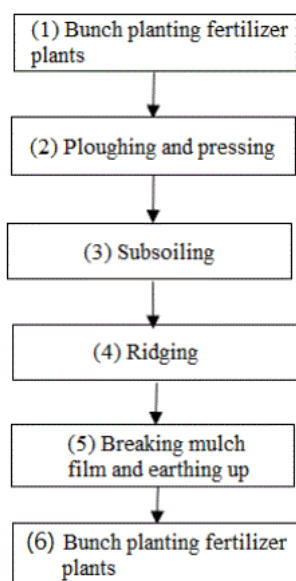 (1) Bunch planting fertilizer
plants
(2) Ploughing and pressing
(3) Subsoiling
(4) Ridging
(5) Breaking mulch
film and earthing up
(6) Bunch planting fertilizer
plants